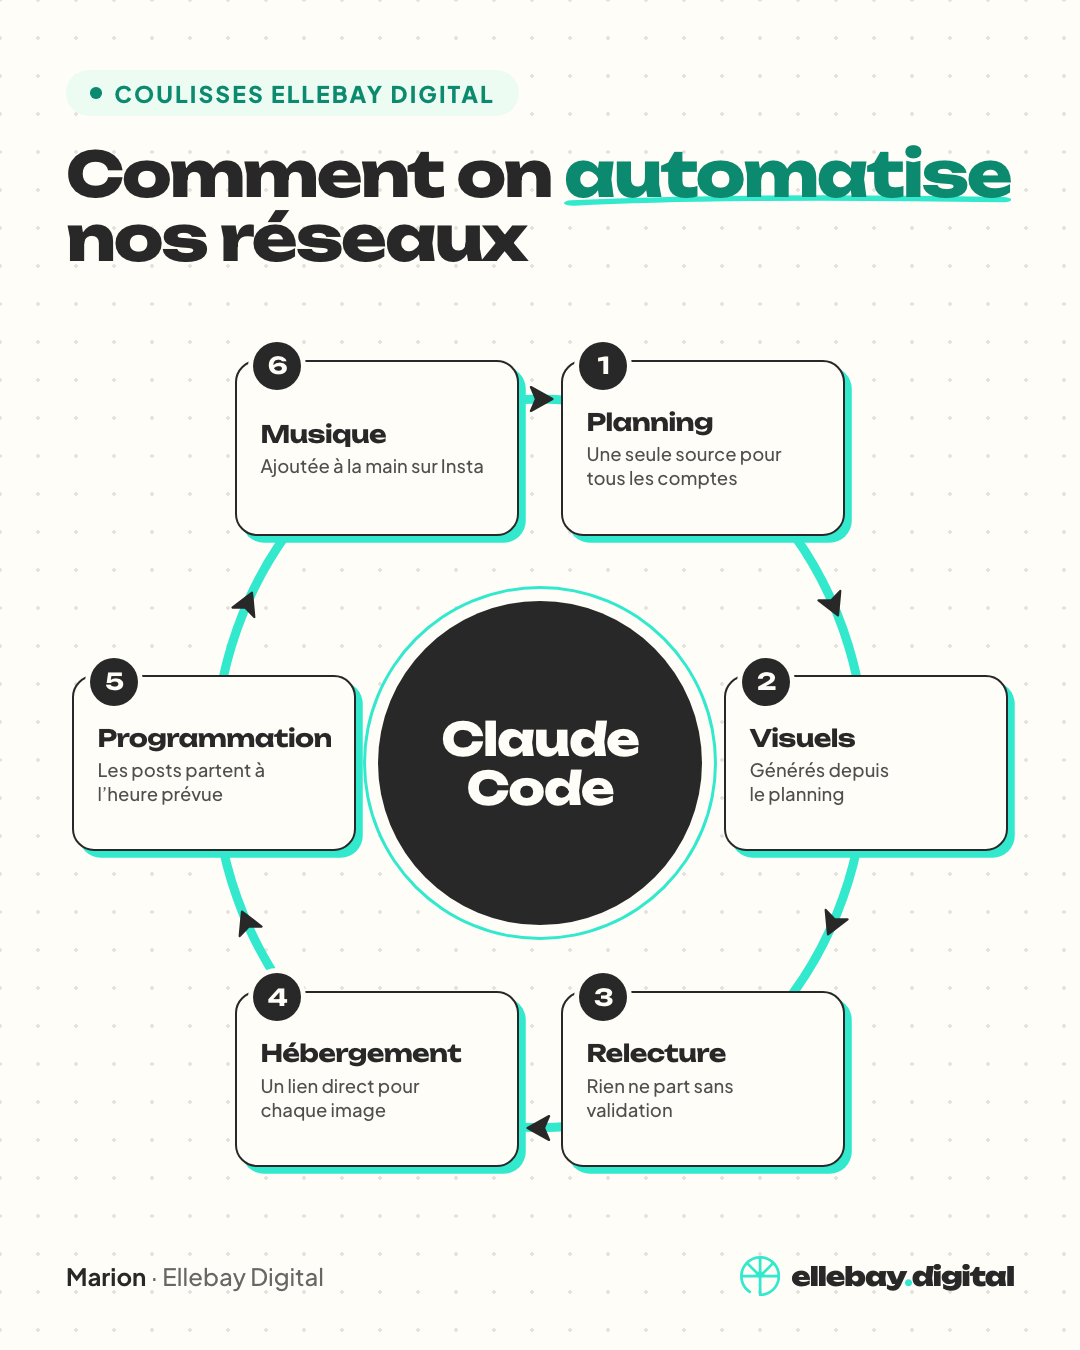 COULISSES ELLEBAY DIGITAL
Comment on automatise
nos réseaux
6
Musique
Ajoutée à la main sur Insta
1
Planning
Une seule source pour
tous les comptes
5
Programmation
Les posts partent à
l’heure prévue
Claude
Code
2
Visuels
Générés depuis
le planning
4
Hébergement
Un lien direct pour
chaque image
3
Relecture
Rien ne part sans
validation
Marion · Ellebay Digital
ellebay.digital